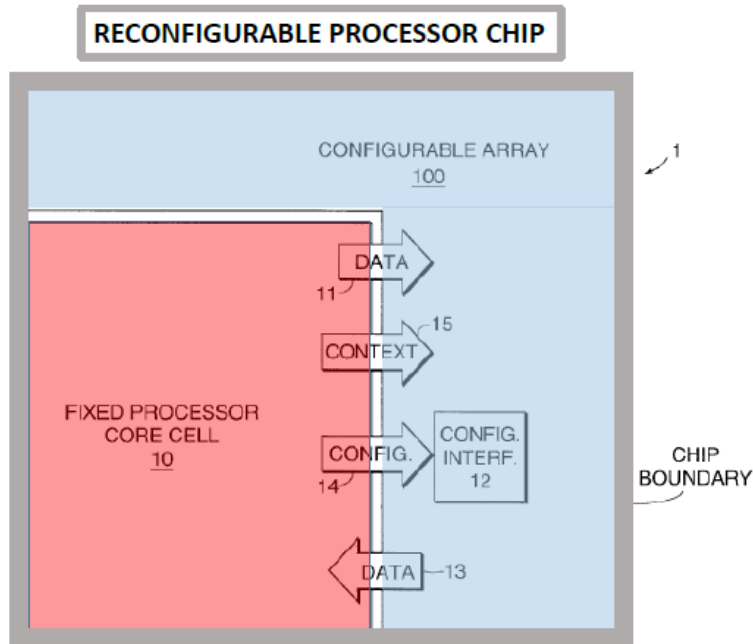 RECONFIGURABLE PROCESSOR CHIP
CONFIGURABLE ARRAY
100
1
DATA
11
15
CONTEXT
FIXED PROCESSOR
CORE CELL
10
CONFIG.
14
CONFIG.
INTERF.
12
CHIP
BOUNDARY
DATA
13